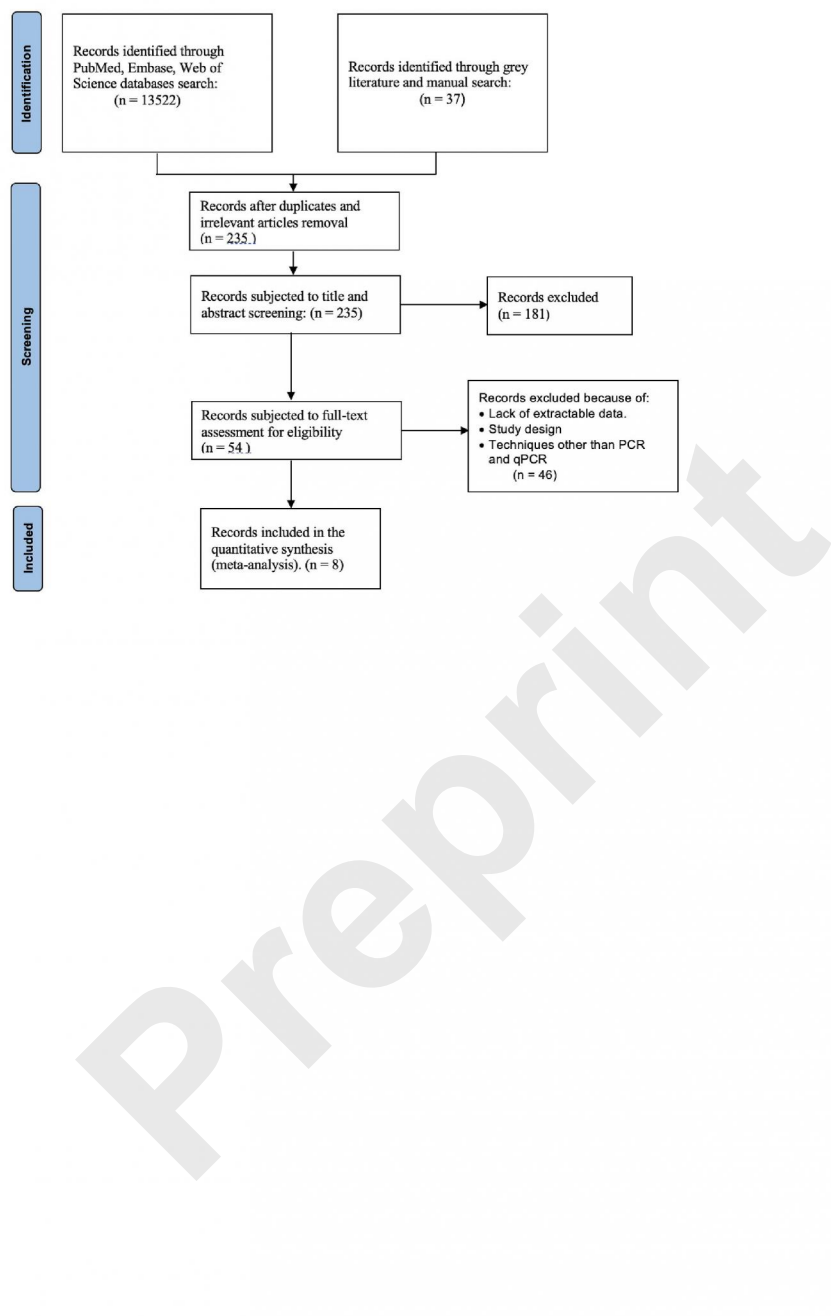 Identification
Records identified through
PubMed, Embase, Web of
Science databases search:
(n = 13522)
Records identified through grey
literature and manual search:
(n = 37)
Screening
Records after duplicates and
irrelevant articles removal
(n = 235 )
Records subjected to title and
abstract screening: (n = 235)
Records excluded
(n = 181)
Records subjected to full-text
assessment for eligibility
(n = 54 )
Records excluded because of:
• Lack of extractable data.
• Study design
• Techniques other than PCR
and qPCR
(n = 46)
Included
Records included in the
quantitative synthesis
(meta-analysis). (n = 8)
Preprint